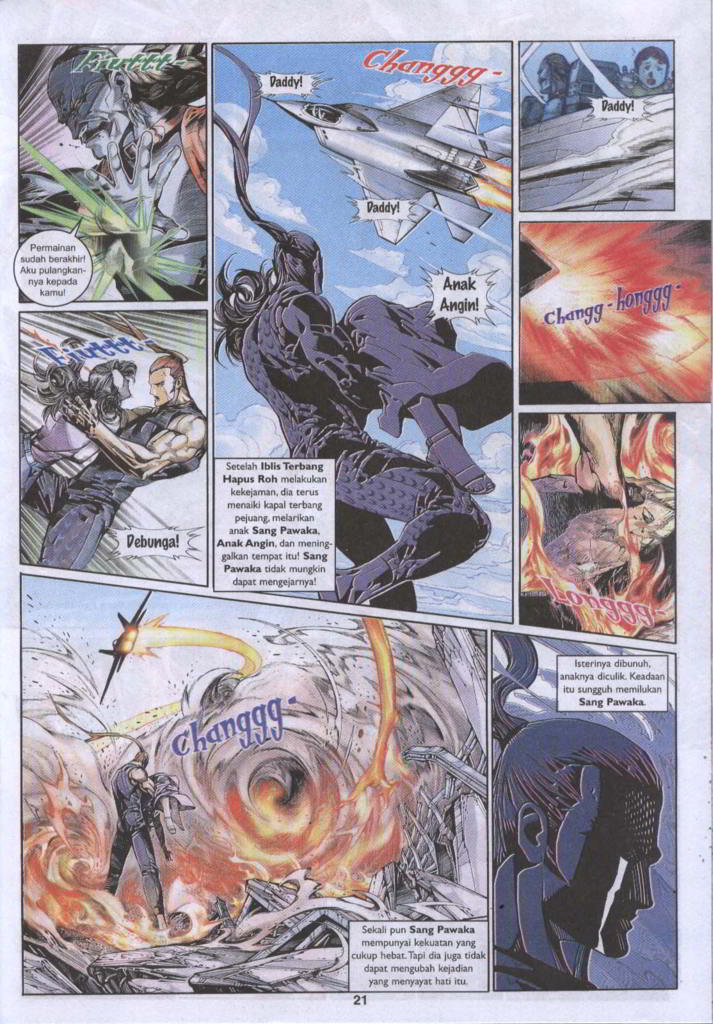 Fiuttt-
Permainan
sudah berakhir!
Aku pulangkan-
nya kepada
kamu!
Daddy!
Changgg-
Daddy!
Anak
Angin!
Daddy!
Changg-honggg-
Fiuttt-
Debunga!
Setelah Iblis Terbang
Hapus Roh melakukan
kekejaman, dia terus
menaiki kapal terbang
pejuang, melarikan
anak Sang Pawaka,
Anak Angin, dan mening-
galkan tempat itu! Sang
Pawaka tidak mungkin
dapat mengejarnya!
Honggg-
Changgg-
Sekali pun Sang Pawaka
mempunyai kekuatan yang
cukup hebat. Tapi dia juga tidak
dapat mengubah kejadian
yang menyayat hati itu.
Isterinya dibunuh,
anaknya diculik. Keadaan
itu sungguh memilukan
Sang Pawaka.
21